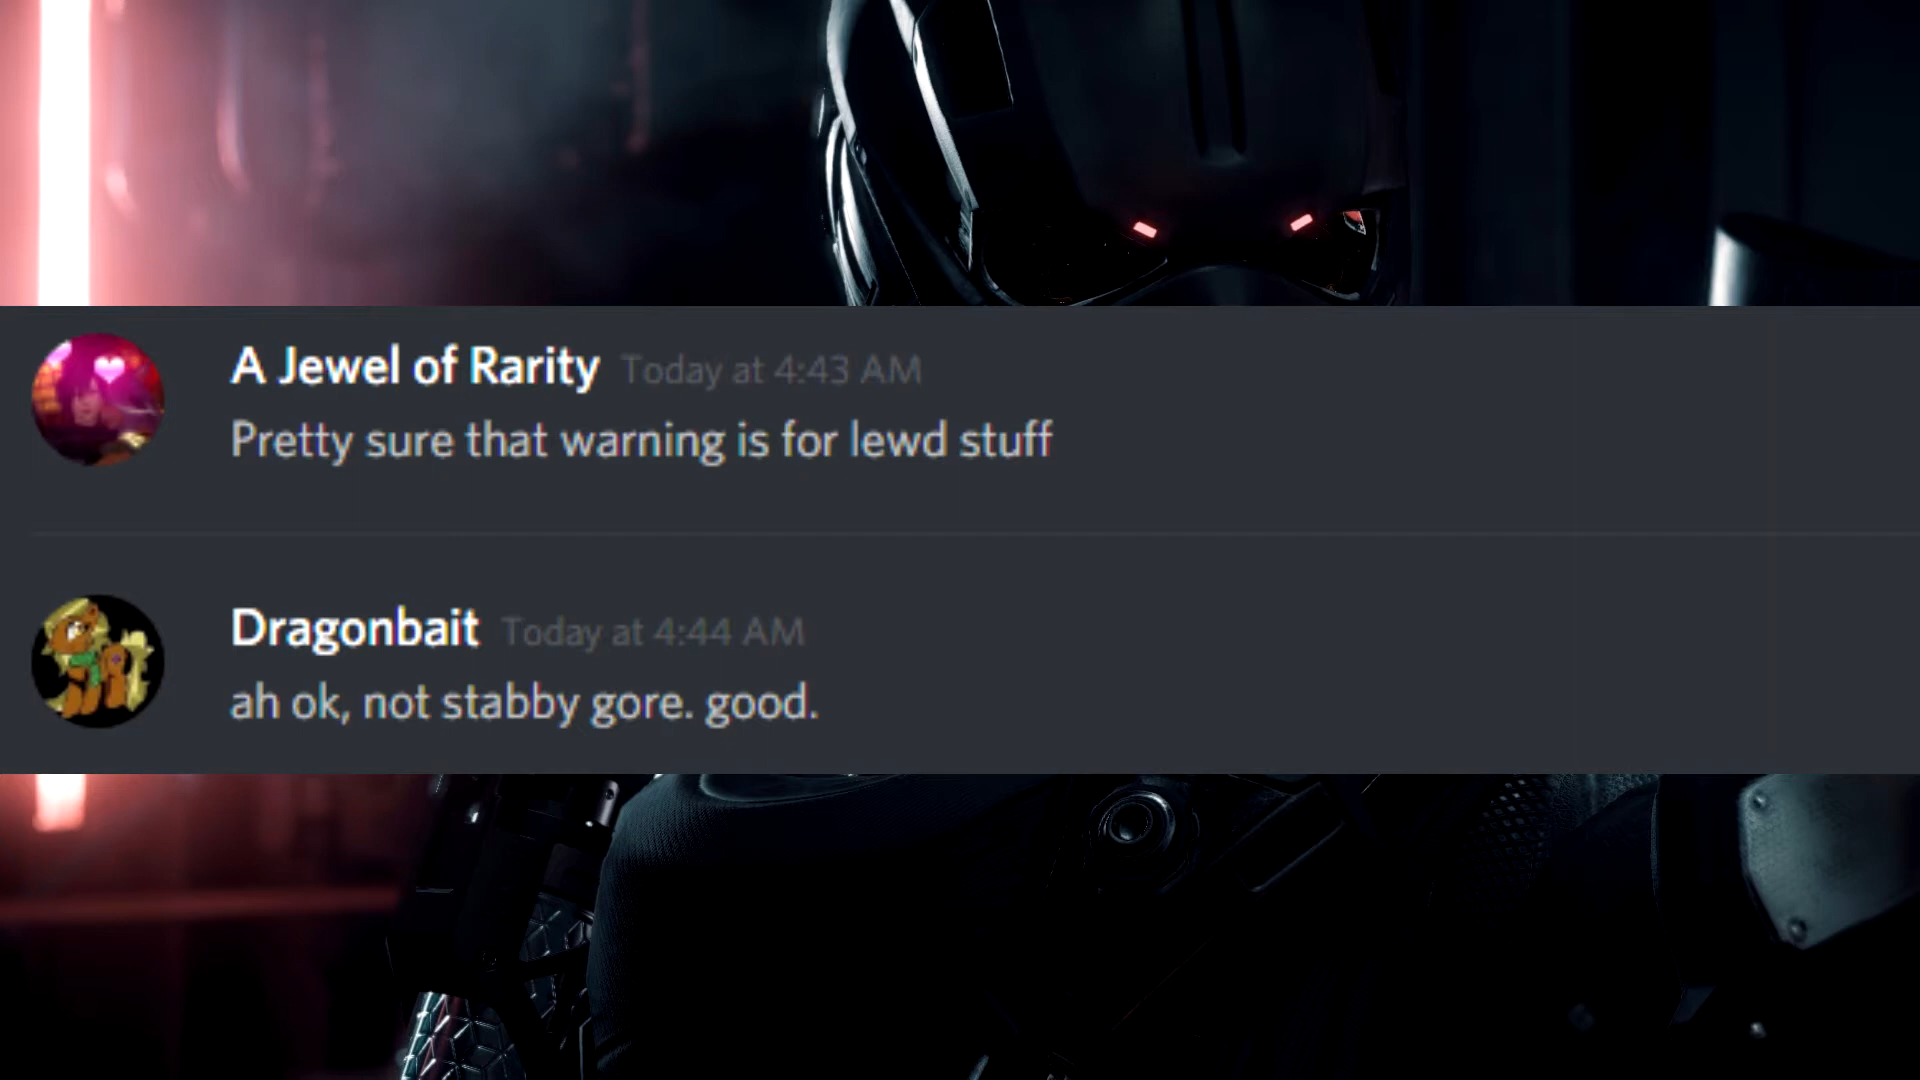 A Jewel of Rarity Today at 4:43 AM
Pretty sure that warning is for lewd stuff
Dragonbait Today at 4:44 AM
ah ok, not stabby gore. good.